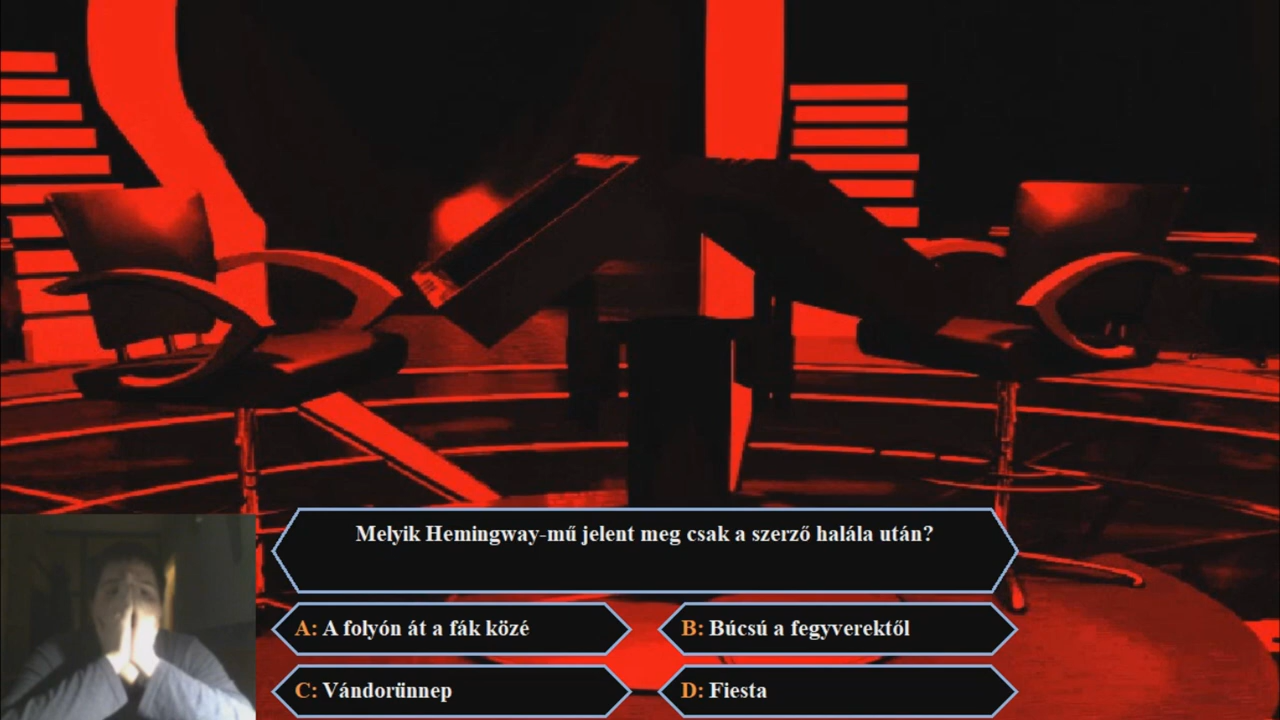 Melyik Hemingway-mű jelent meg csak a szerző halála után?
A: A folyón át a fák közé
B: Búcsú a fegyverektől
C: Vándorünnep
D: Fiesta